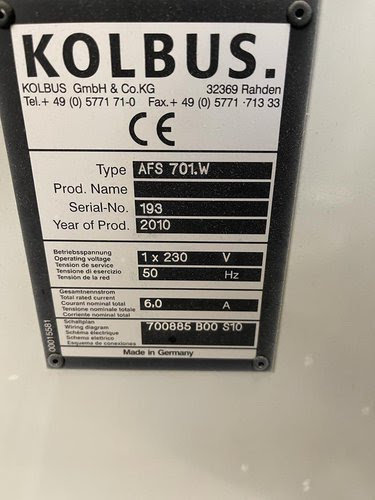 KOLBUS.
KOLBUS GmbH & Co.KG 32369 Rahden
Tel.+ 49 (0) 5771 71-0 Fax.+ 49 (0) 5771 -713 33
CE
Type AFS 701.W
Prod. Name
Serial-No. 193
Year of Prod. 2010
Betriebsspannung
Operating voltage 1 x 230 V
Tension de service
Tensione di esercizio 50 Hz
Tensión de la red
Gesamtnennstrom
Total rated current
Courant nominal total 6.0 A
Tensione nominale totale
Corriente nominal total
Schaltplan
Wiring diagram 700885 B00 S10
Schéma électrique
Schema elettrico
Esquema de conexiones
00015581
Made in Germany